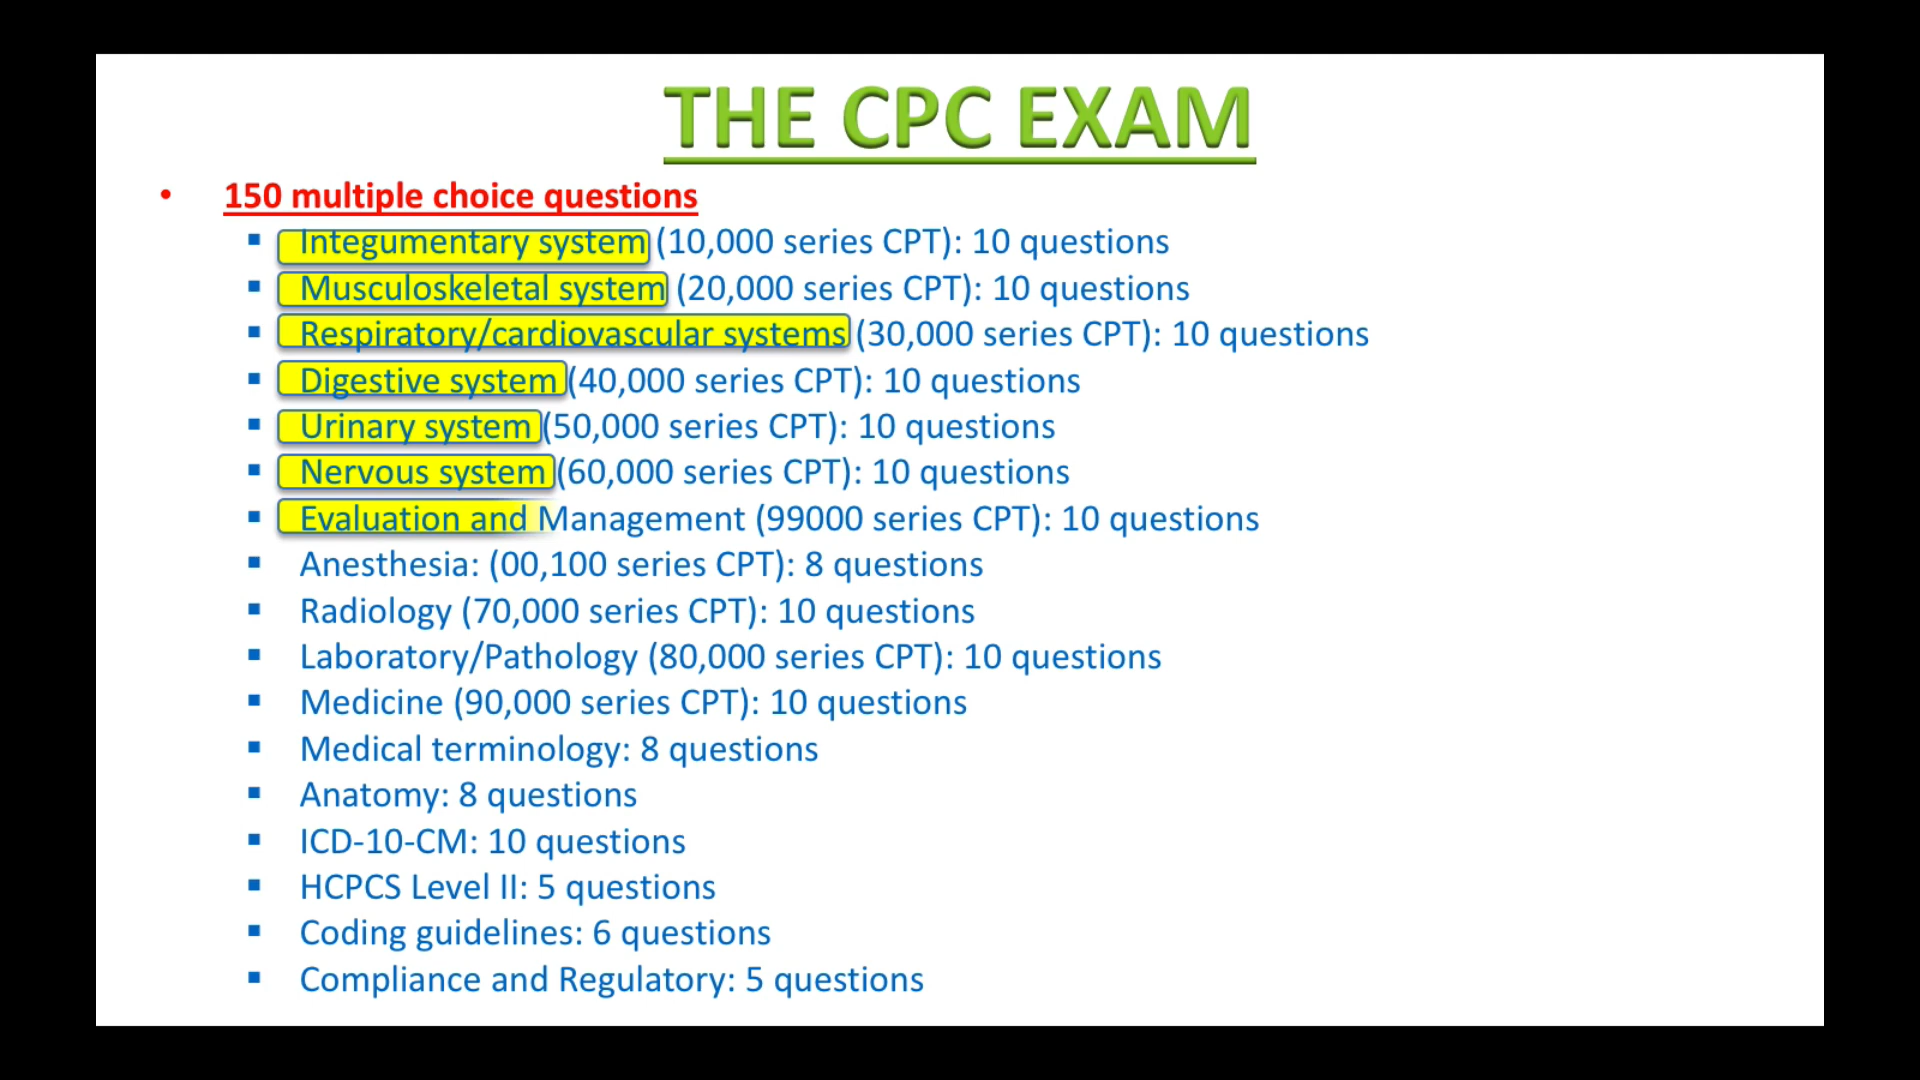 THE CPC EXAM
• 150 multiple choice questions
▪ Integumentary system (10,000 series CPT): 10 questions
▪ Musculoskeletal system (20,000 series CPT): 10 questions
▪ Respiratory/cardiovascular systems (30,000 series CPT): 10 questions
▪ Digestive system (40,000 series CPT): 10 questions
▪ Urinary system (50,000 series CPT): 10 questions
▪ Nervous system (60,000 series CPT): 10 questions
▪ Evaluation and Management (99000 series CPT): 10 questions
▪ Anesthesia: (00,100 series CPT): 8 questions
▪ Radiology (70,000 series CPT): 10 questions
▪ Laboratory/Pathology (80,000 series CPT): 10 questions
▪ Medicine (90,000 series CPT): 10 questions
▪ Medical terminology: 8 questions
▪ Anatomy: 8 questions
▪ ICD-10-CM: 10 questions
▪ HCPCS Level II: 5 questions
▪ Coding guidelines: 6 questions
▪ Compliance and Regulatory: 5 questions